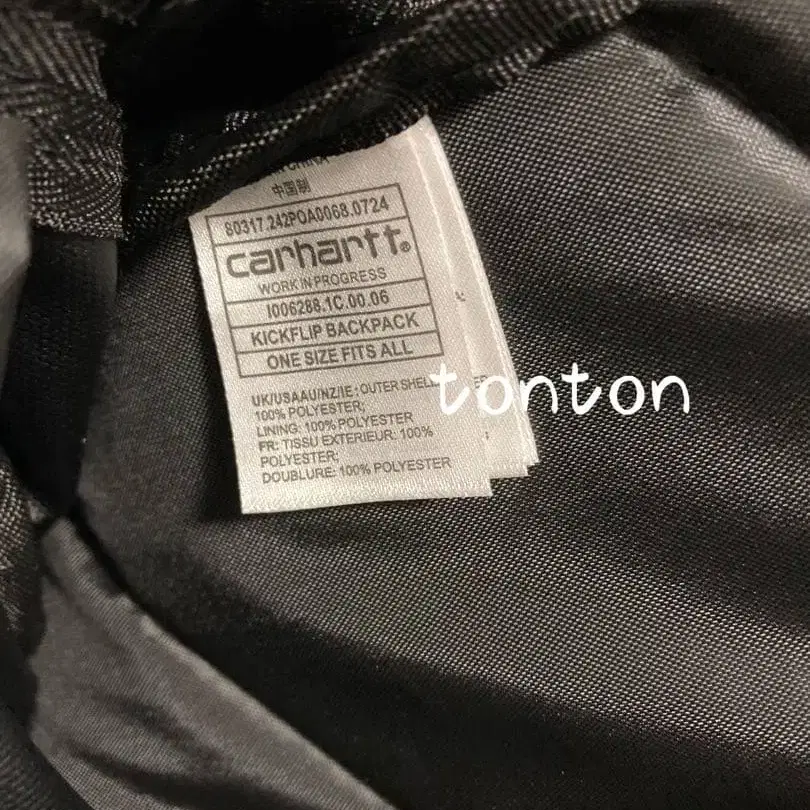 CHINA
中国制
80317.242POA0068.0724
carhartt®
WORK IN PROGRESS
I006288.1C.00.06
KICKFLIP BACKPACK
ONE SIZE FITS ALL
UK/USAAU/NZ/IE: OUTER SHELL
100% POLYESTER;
LINING: 100% POLYESTER
FR: TISSU EXTERIEUR: 100%
POLYESTER;
DOUBLURE: 100% POLYESTER
tonton